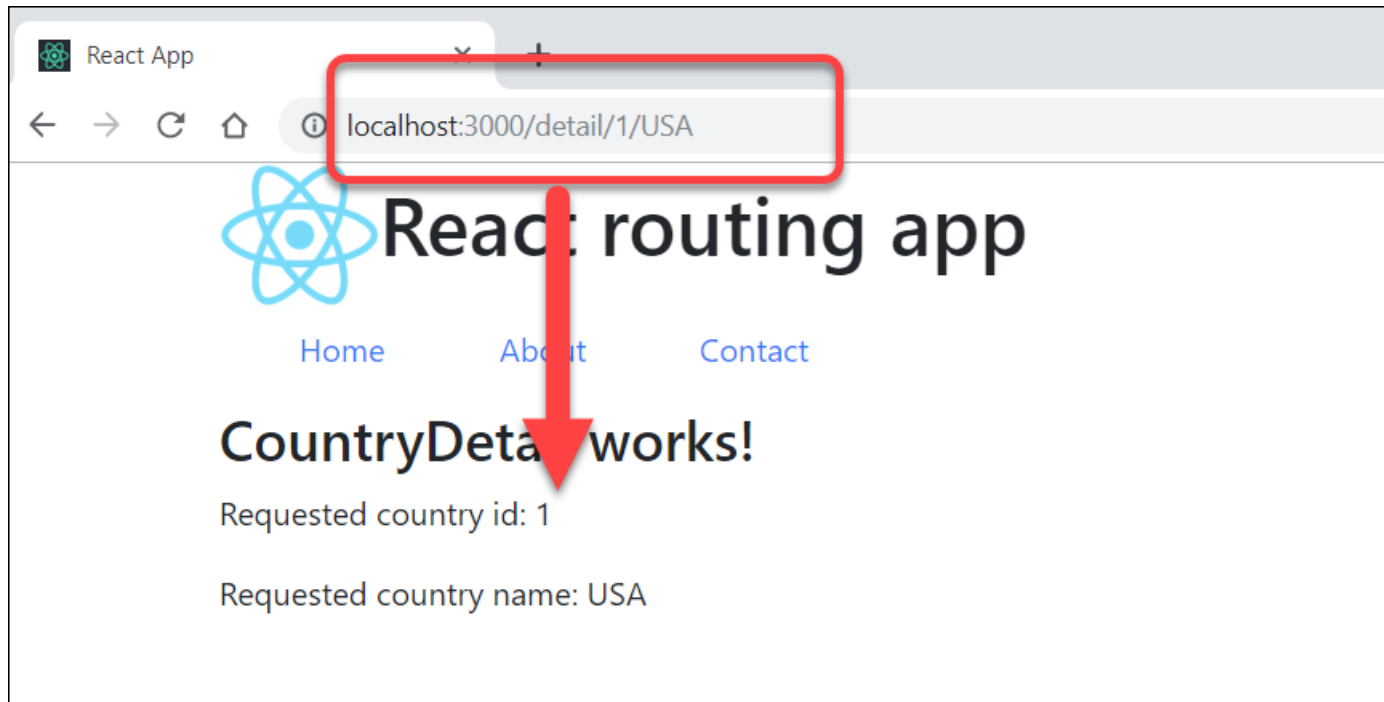 React App
localhost:3000/detail/1/USA
React routing app
Home About Contact
CountryDetail works!
Requested country id: 1
Requested country name: USA